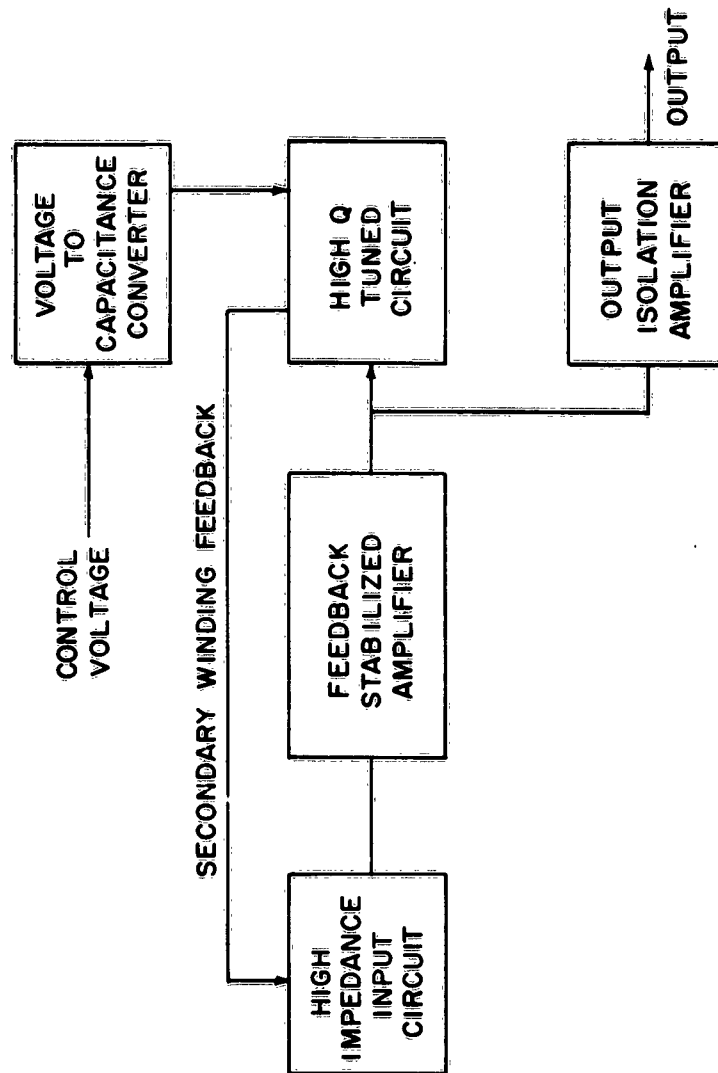 CONTROL
VOLTAGE
VOLTAGE
TO
CAPACITANCE
CONVERTER
SECONDARY WINDING FEEDBACK
HIGH
IMPEDANCE
INPUT
CIRCUIT
FEEDBACK
STABILIZED
AMPLIFIER
HIGH Q
TUNED
CIRCUIT
OUTPUT
ISOLATION
AMPLIFIER
OUTPUT